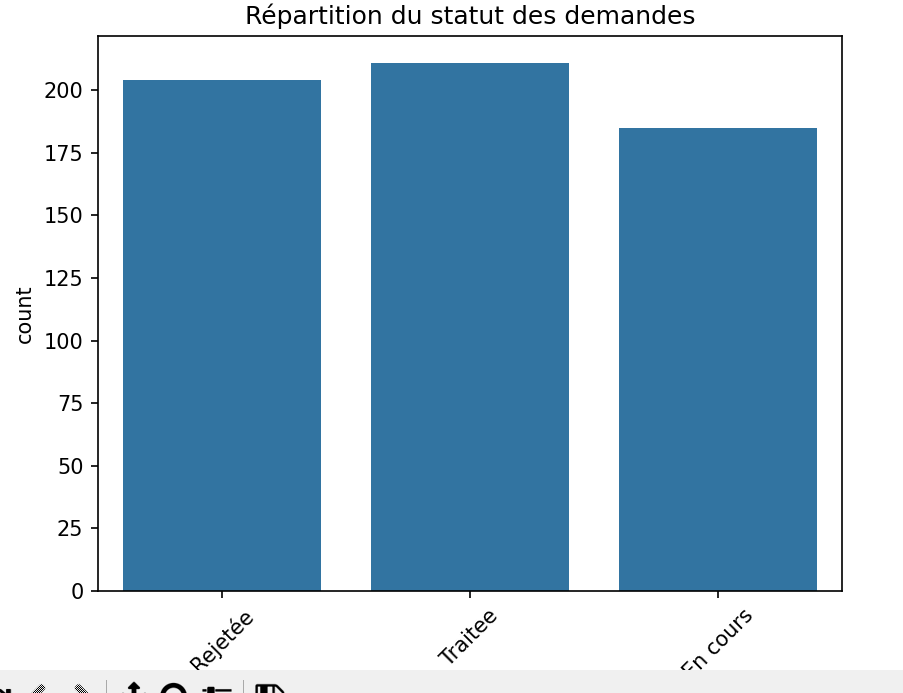 Répartition du statut des demandes
count
200
175
150
125
100
75
50
25
0
Rejetée
Traitee
En cours